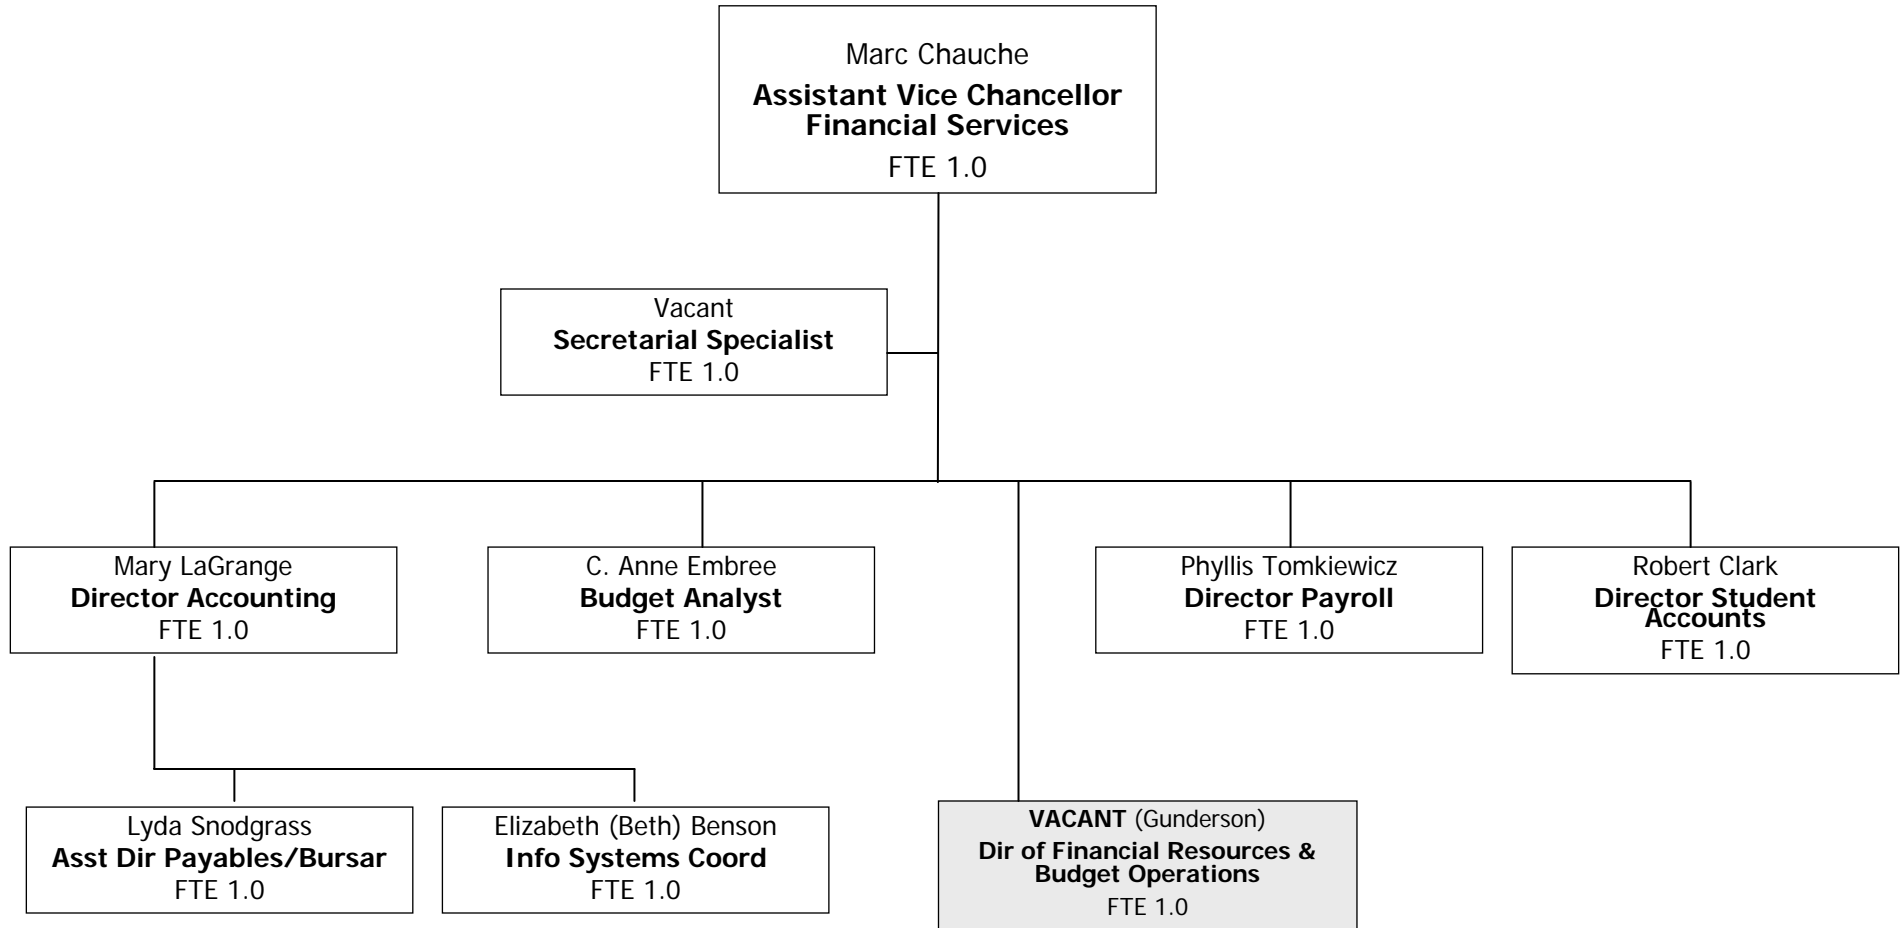 Marc Chauche
Assistant Vice Chancellor
Financial Services
FTE 1.0
Vacant
Secretarial Specialist
FTE 1.0
Mary LaGrange
Director Accounting
FTE 1.0
C. Anne Embree
Budget Analyst
FTE 1.0
Phyllis Tomkiewicz
Director Payroll
FTE 1.0
Robert Clark
Director Student
Accounts
FTE 1.0
Lyda Snodgrass
Asst Dir Payables/Bursar
FTE 1.0
Elizabeth (Beth) Benson
Info Systems Coord
FTE 1.0
VACANT (Gunderson)
Dir of Financial Resources &
Budget Operations
FTE 1.0